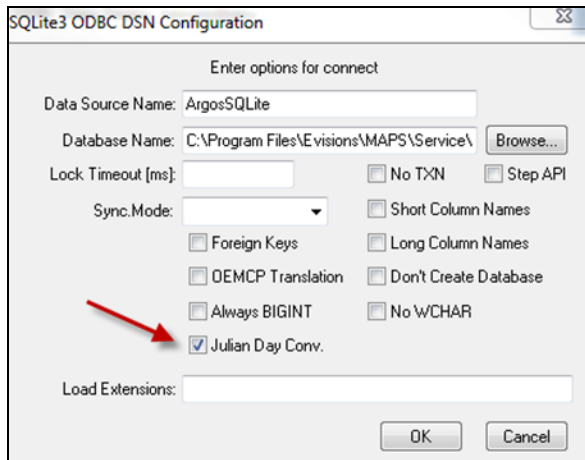 SQLite3 ODBC DSN Configuration
Enter options for connect
Data Source Name: ArgosSQLite
Database Name: C:\Program Files\Evisions\MAPS\Service\ Browse...
Lock Timeout [ms]: No TXN Step API
Sync.Mode: Short Column Names
Foreign Keys Long Column Names
OEMCP Translation Don't Create Database
Always BIGINT No WCHAR
Julian Day Conv.
Load Extensions:
OK Cancel